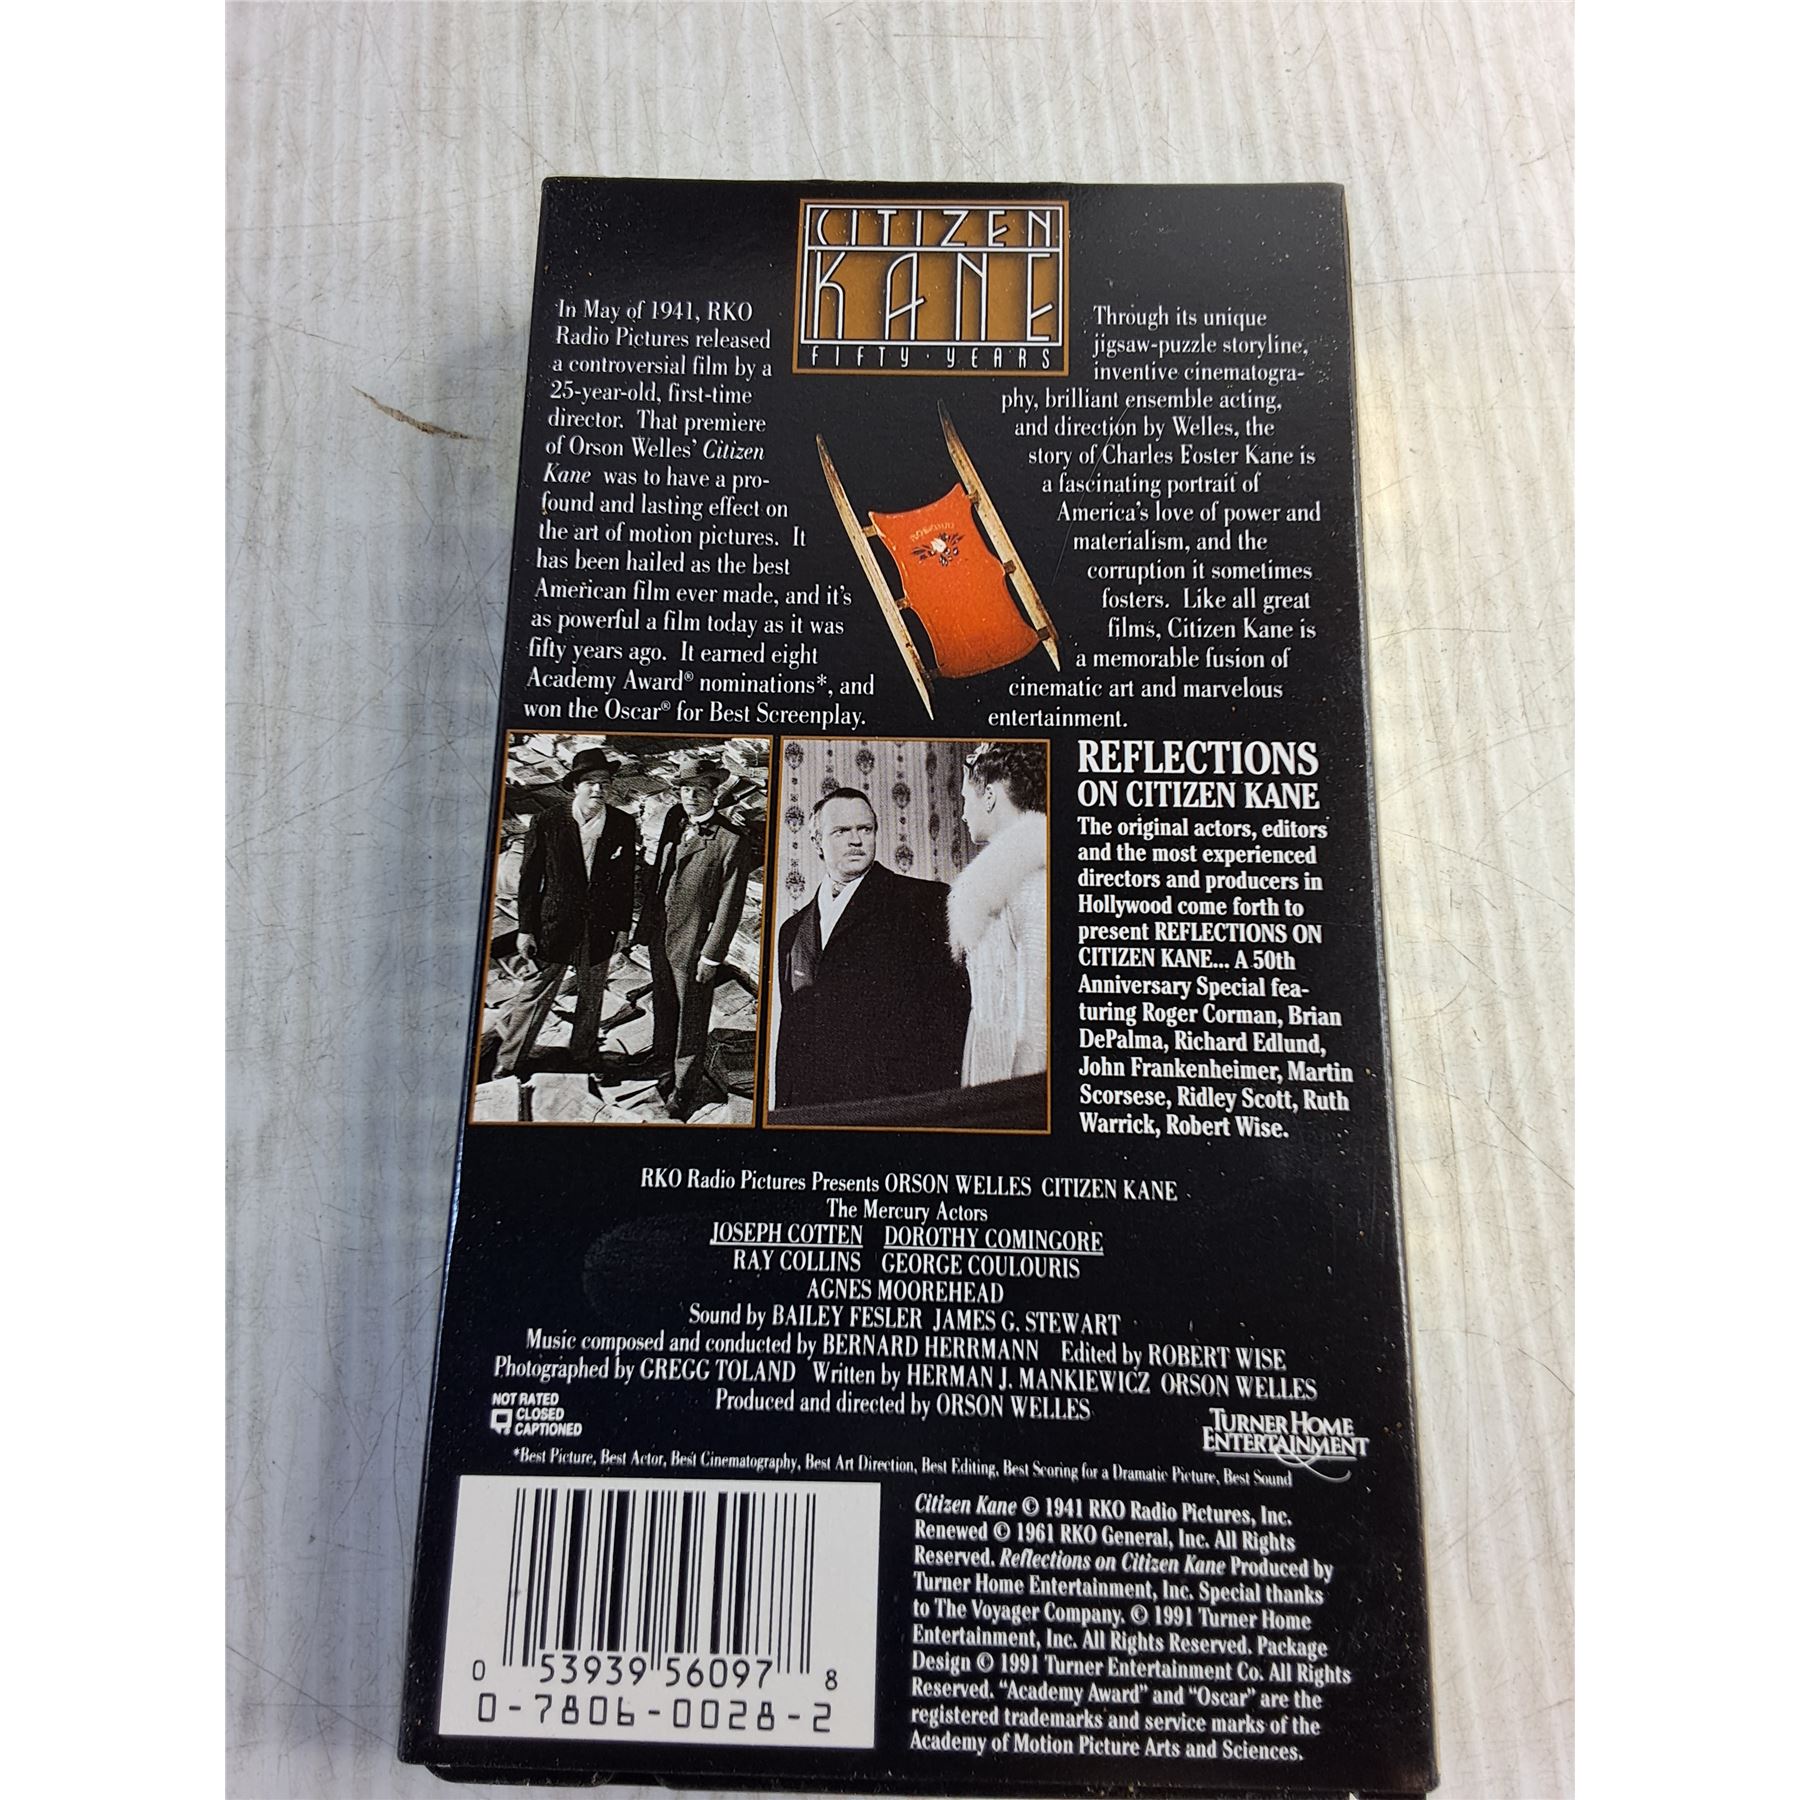 CITIZEN
KANE
FIFTY · YEARS
In May of 1941, RKO
Radio Pictures released
a controversial film by a
25-year-old, first-time
director. That premiere
of Orson Welles' Citizen
Kane was to have a pro-
found and lasting effect on
the art of motion pictures. It
has been hailed as the best
American film ever made, and it's
as powerful a film today as it was
fifty years ago. It earned eight
Academy Award® nominations*, and
won the Oscar® for Best Screenplay.
Through its unique
jigsaw-puzzle storyline,
inventive cinematogra-
phy, brilliant ensemble acting,
and direction by Welles, the
story of Charles Foster Kane is
a fascinating portrait of
America's love of power and
materialism, and the
corruption it sometimes
fosters. Like all great
films, Citizen Kane is
a memorable fusion of
cinematic art and marvelous
entertainment.
ROSEBUD
REFLECTIONS
ON CITIZEN KANE
The original actors, editors
and the most experienced
directors and producers in
Hollywood come forth to
present REFLECTIONS ON
CITIZEN KANE... A 50th
Anniversary Special fea-
turing Roger Corman, Brian
DePalma, Richard Edlund,
John Frankenheimer, Martin
Scorsese, Ridley Scott, Ruth
Warrick, Robert Wise.
RKO Radio Pictures Presents ORSON WELLES CITIZEN KANE
The Mercury Actors
JOSEPH COTTEN DOROTHY COMINGORE
RAY COLLINS GEORGE COULOURIS
AGNES MOOREHEAD
Sound by BAILEY FESLER JAMES G. STEWART
Music composed and conducted by BERNARD HERRMANN Edited by ROBERT WISE
Photographed by GREGG TOLAND Written by HERMAN J. MANKIEWICZ ORSON WELLES
Produced and directed by ORSON WELLES
NOT RATED
CLOSED
CAPTIONED
TURNER HOME
ENTERTAINMENT
*Best Picture, Best Actor, Best Cinematography, Best Art Direction, Best Editing, Best Scoring for a Dramatic Picture, Best Sound
0 53939 56097 8
0-7806-0028-2
Citizen Kane © 1941 RKO Radio Pictures, Inc.
Renewed © 1961 RKO General, Inc. All Rights
Reserved. Reflections on Citizen Kane Produced by
Turner Home Entertainment, Inc. Special thanks
to The Voyager Company. © 1991 Turner Home
Entertainment, Inc. All Rights Reserved. Package
Design © 1991 Turner Entertainment Co. All Rights
Reserved. "Academy Award" and "Oscar" are the
registered trademarks and service marks of the
Academy of Motion Picture Arts and Sciences.